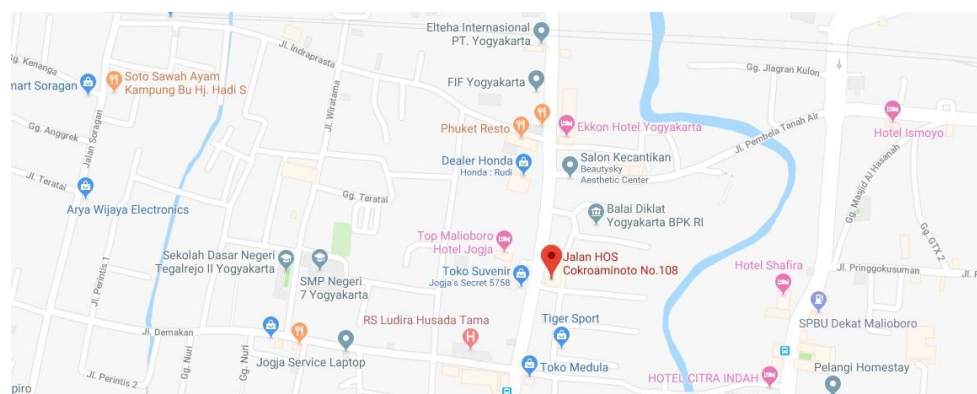 Elteha Internasional
PT. Yogyakarta
Jl. Indraprasta
Gg. Kenanga
mart Soragan
Soto Sawah Ayam
Kampung Bu Hj. Hadi S
FIF Yogyakarta
Gg. Jlagran Kulon
Jl. Wiratama
Gg. Anggrek
Jalan Soragan
Phuket Resto
Ekkon Hotel Yogyakarta
Hotel Ismoyo
Jl. Pembela Tanah Air
Dealer Honda
Honda : Rudi
Salon Kecantikan
Beautysky
Aesthetic Center
Gg. Masjid Al Hasanah
Jl. Teratai
Gg. Teratai
Arya Wijaya Electronics
Balai Diklat
Yogyakarta BPK RI
Gg. GTX 2
Top Malioboro
Hotel Jogja
Sekolah Dasar Negeri
Tegalrejo II Yogyakarta
Jl. Perintis 1
Jalan HOS
Cokroaminoto No.108
Hotel Shafira
Jl. Pringgokusuman
SMP Negeri
7 Yogyakarta
Toko Suvenir
Jogja's Secret 5758
RS Ludira Husada Tama
H
Tiger Sport
SPBU Dekat Malioboro
Jl. Demakan
Gg. Nuri
Gg. Nuri
Jogja Service Laptop
Toko Medula
Pelangi Homestay
Jl. Perintis 2
HOTEL CITRA INDAH
piro